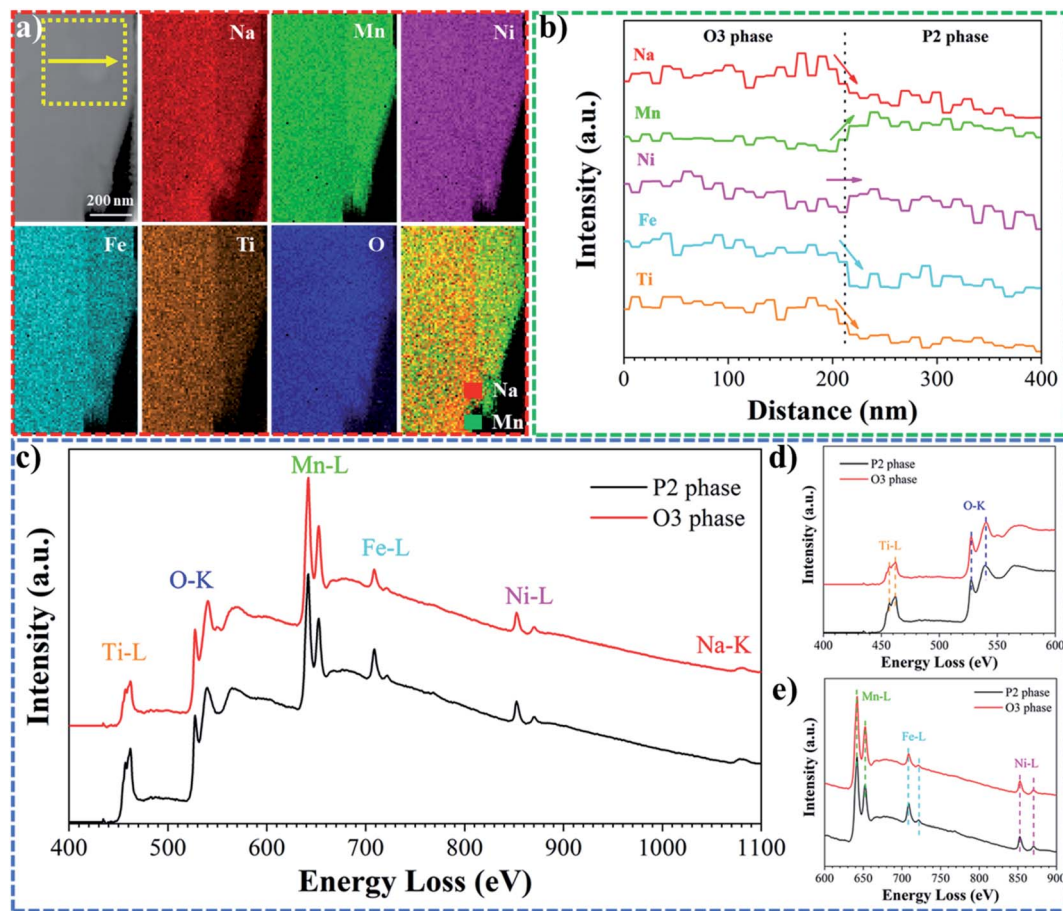 a)
Na
Mn
Ni
200 nm
Fe
Ti
O
Na
Mn
b)
O3 phase
P2 phase
Na
Mn
Ni
Fe
Ti
Intensity (a.u.)
0
100
200
300
400
Distance (nm)
c)
Mn-L
P2 phase
O3 phase
Fe-L
O-K
Ni-L
Ti-L
Na-K
Intensity (a.u.)
400
500
600
700
800
900
1000
1100
Energy Loss (eV)
d)
P2 phase
O3 phase
O-K
Ti-L
Intensity (a.u.)
400
450
500
550
600
Energy Loss (eV)
e)
P2 phase
O3 phase
Mn-L
Fe-L
Ni-L
Intensity (a.u.)
600
650
700
750
800
850
900
Energy Loss (eV)